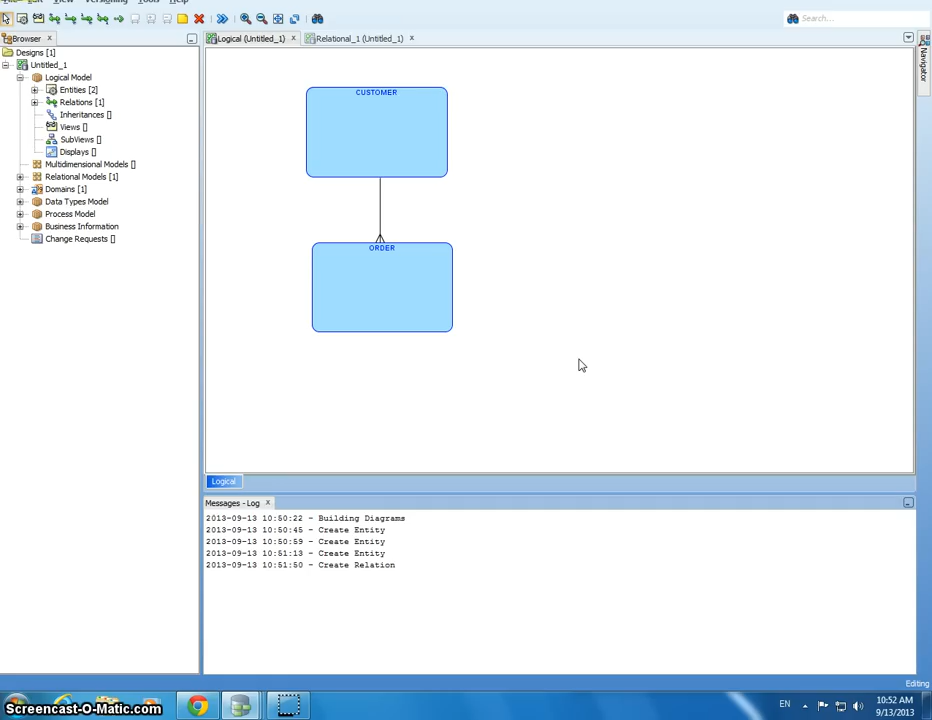 View
Versioning
Tools
Help
Search...
Browser x
Logical (Untitled_1) x
Relational_1 (Untitled_1) x
Navigator
Designs [1]
Untitled_1
Logical Model
Entities [2]
Relations [1]
Inheritances []
Views []
SubViews []
Displays []
Multidimensional Models []
Relational Models [1]
Domains [1]
Data Types Model
Process Model
Business Information
Change Requests []
CUSTOMER
ORDER
Logical
Messages - Log x
2013-09-13 10:50:22 - Building Diagrams
2013-09-13 10:50:45 - Create Entity
2013-09-13 10:50:59 - Create Entity
2013-09-13 10:51:13 - Create Entity
2013-09-13 10:51:50 - Create Relation
Editing
Screencast-O-Matic.com
EN
10:52 AM
9/13/2013